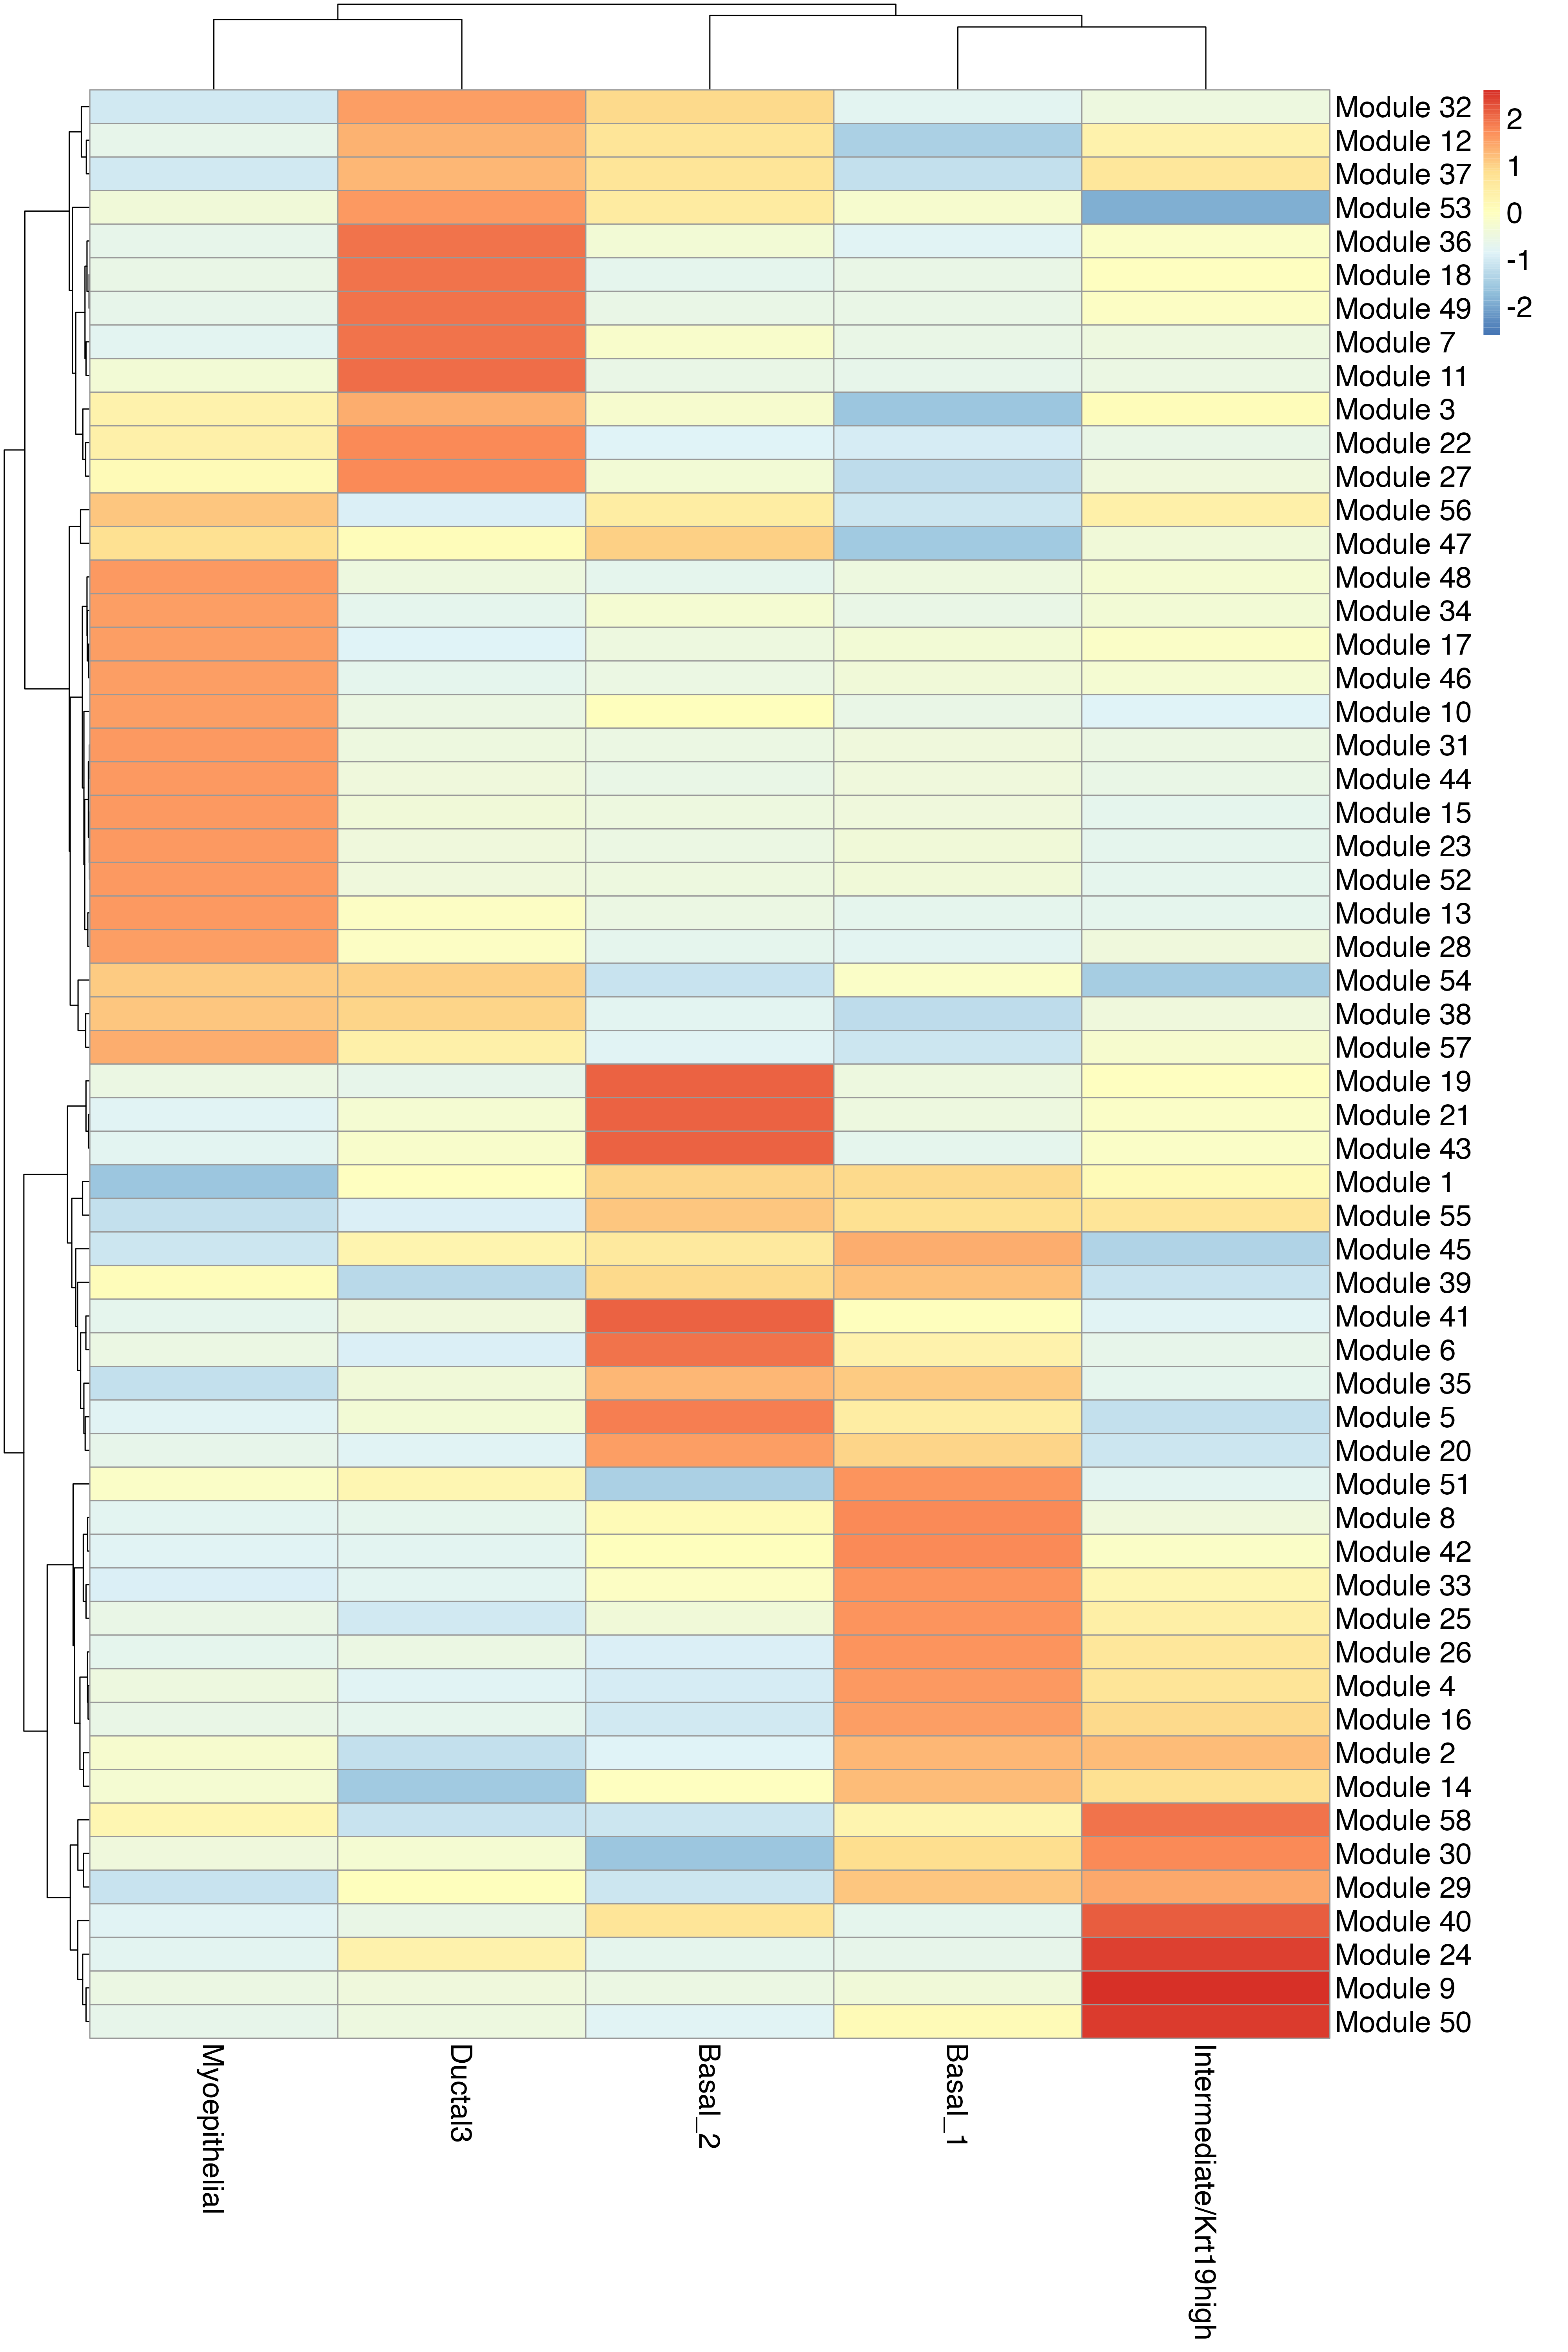 Module 32
Module 12
Module 37
Module 53
Module 36
Module 18
Module 49
Module 7
Module 11
Module 3
Module 22
Module 27
Module 56
Module 47
Module 48
Module 34
Module 17
Module 46
Module 10
Module 31
Module 44
Module 15
Module 23
Module 52
Module 13
Module 28
Module 54
Module 38
Module 57
Module 19
Module 21
Module 43
Module 1
Module 55
Module 45
Module 39
Module 41
Module 6
Module 35
Module 5
Module 20
Module 51
Module 8
Module 42
Module 33
Module 25
Module 26
Module 4
Module 16
Module 2
Module 14
Module 58
Module 30
Module 29
Module 40
Module 24
Module 9
Module 50
2
1
0
-1
-2
Myoepithelial
Ductal3
Basal_2
Basal_1
Intermediate/Krt19high